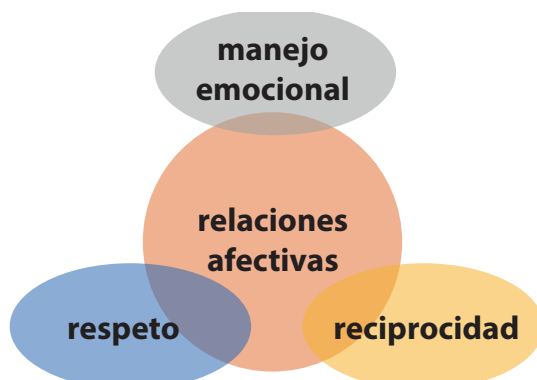 manejo
emocional
relaciones
afectivas
respeto
reciprocidad